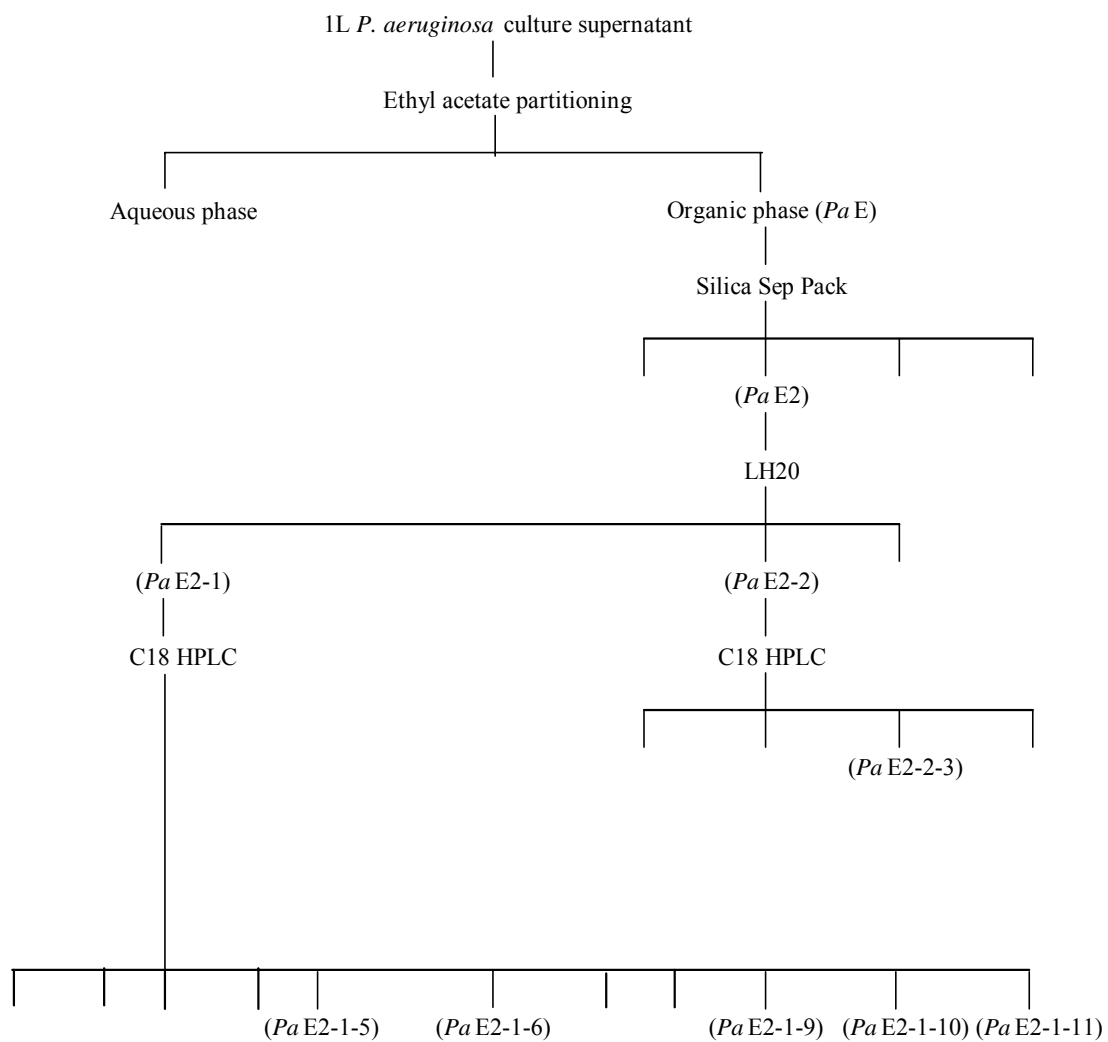 1L P. aeruginosa culture supernatant
Ethyl acetate partitioning
Aqueous phase
Organic phase (Pa E)
Silica Sep Pack
(Pa E2)
LH20
(Pa E2-1)
(Pa E2-2)
C18 HPLC
C18 HPLC
(Pa E2-2-3)
(Pa E2-1-5)
(Pa E2-1-6)
(Pa E2-1-9)
(Pa E2-1-10)
(Pa E2-1-11)